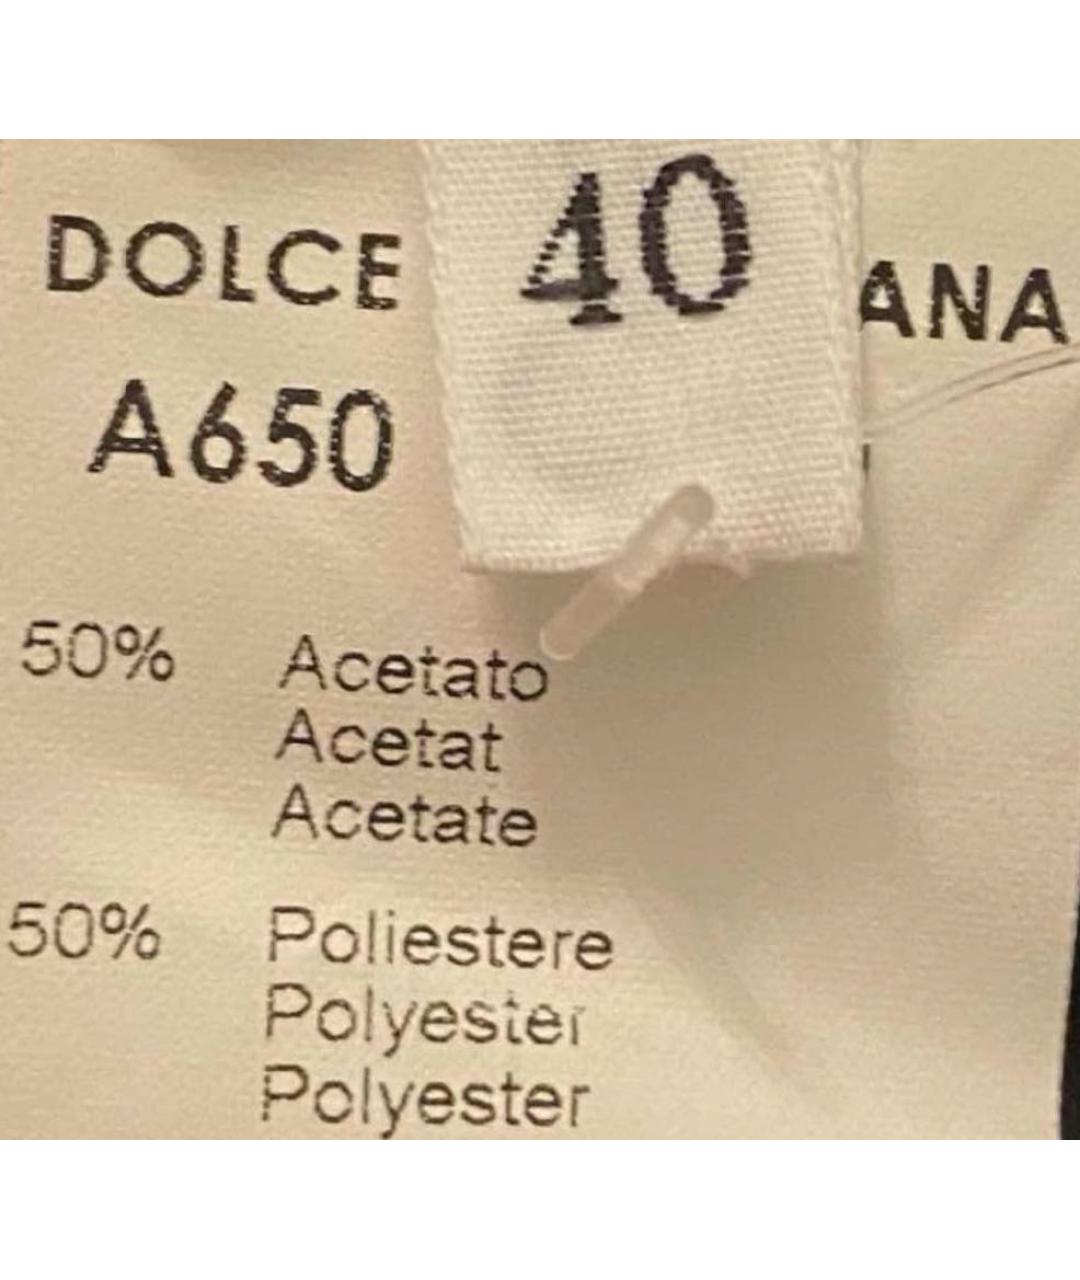 40
DOLCE ANA
A650
50% Acetato
Acetat
Acetate
50% Poliestere
Polyester
Polyester